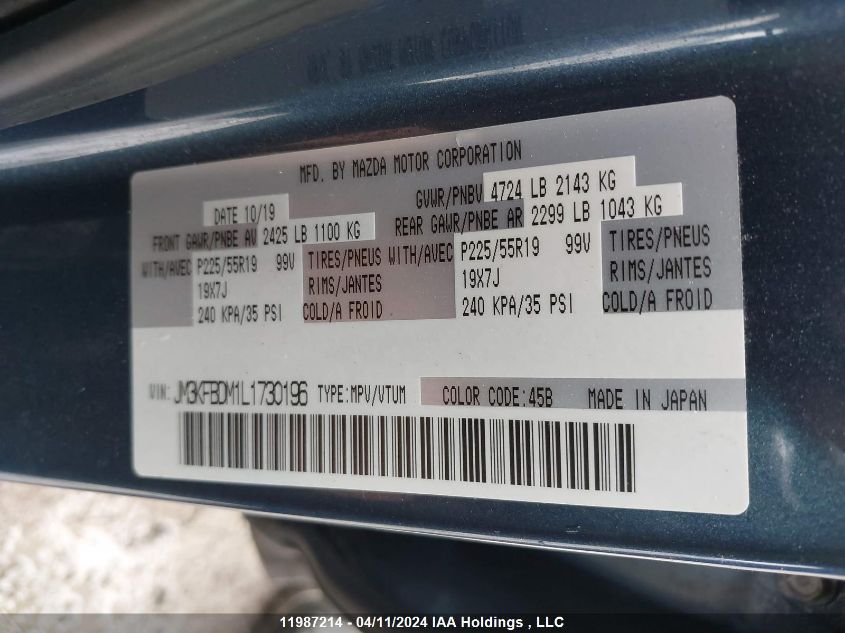 MFD. BY MAZDA MOTOR CORPORATION
DATE 10/19 GVWR/PNBV 4724 LB 2143 KG
FRONT GAWR/PNBE AV 2425 LB 1100 KG REAR GAWR/PNBE AR 2299 LB 1043 KG
WITH/AVEC P225/55R19 99V TIRES/PNEUS WITH/AVEC P225/55R19 99V TIRES/PNEUS
19X7J RIMS/JANTES 19X7J RIMS/JANTES
240 KPA/35 PSI COLD/A FROID 240 KPA/35 PSI COLD/A FROID
VIN: JM3KFBDM1L1730196 TYPE:MPV/VTUM COLOR CODE:45B MADE IN JAPAN
11987214 - 04/11/2024 IAA Holdings , LLC